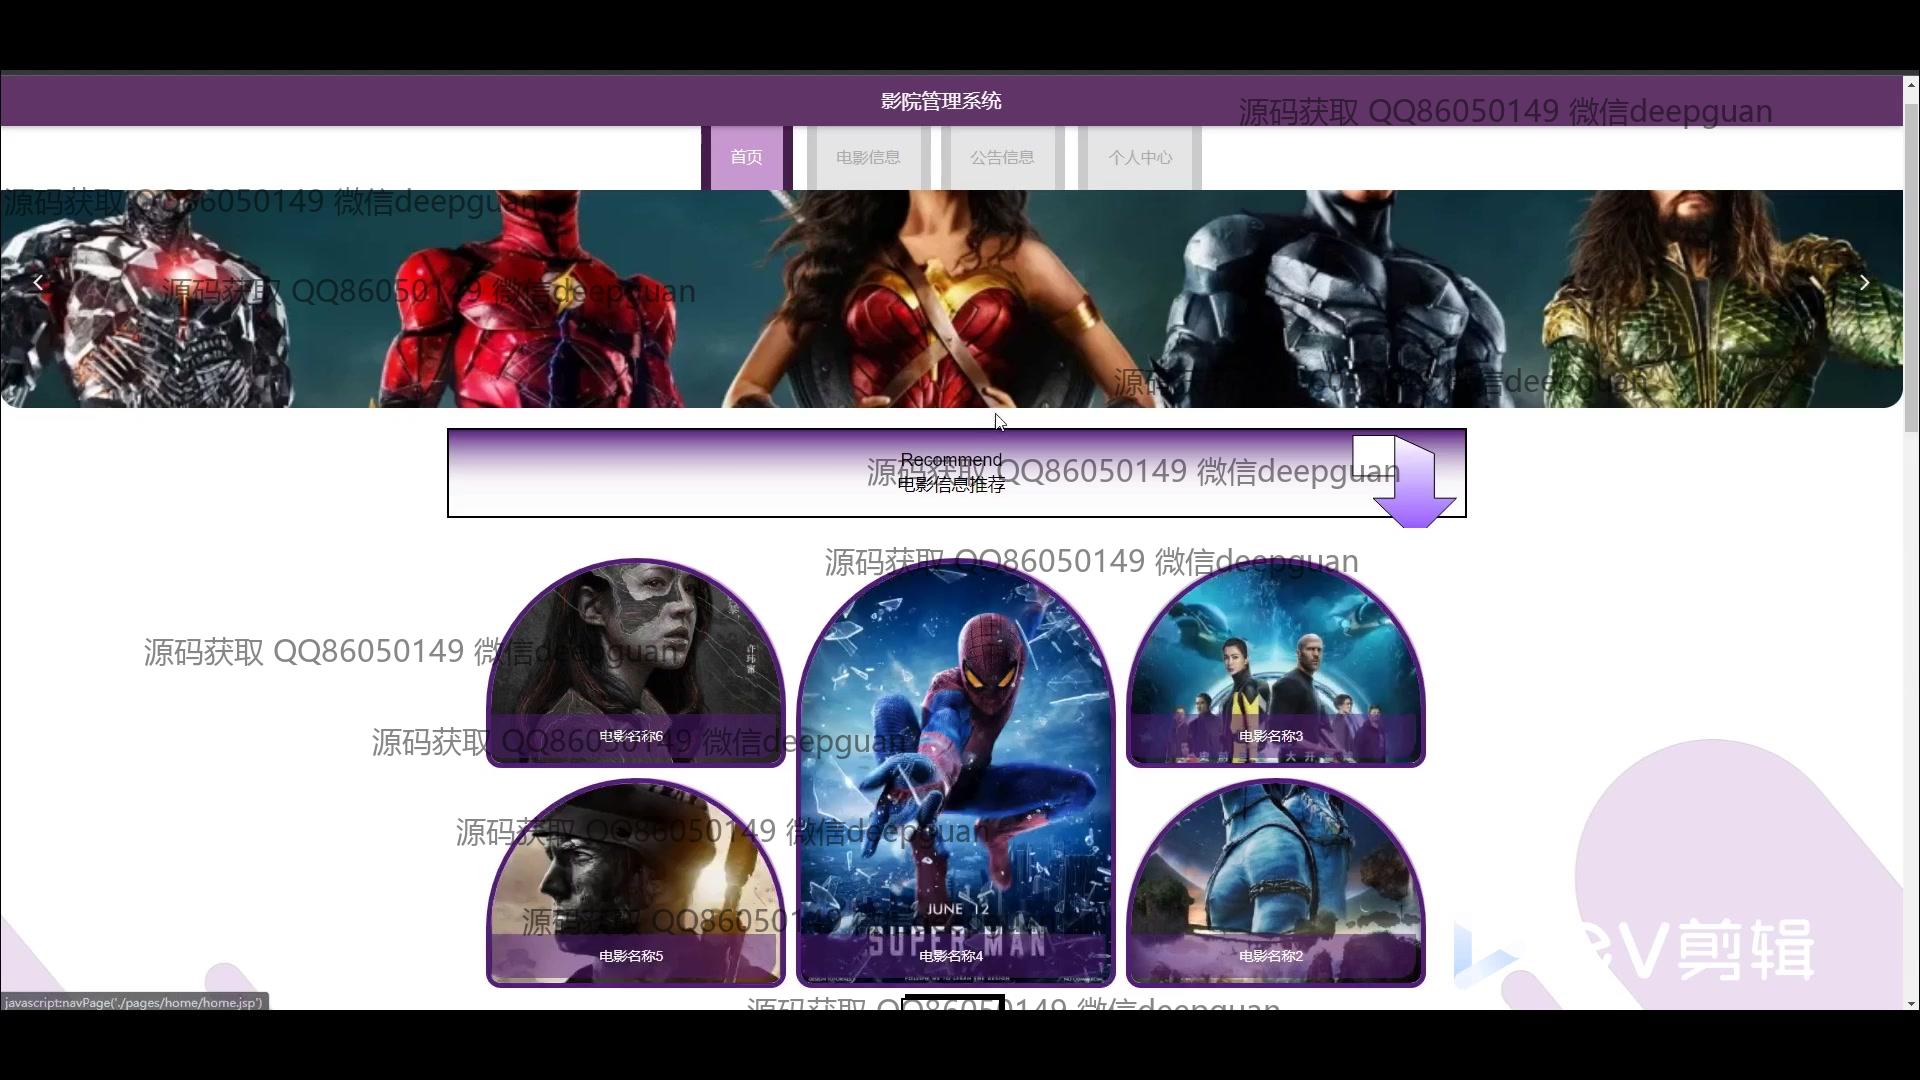 影院管理系统
源码获取 QQ86050149 微信deepguan
首页
电影信息
公告信息
个人中心
源码获取 QQ86050149 微信deepguan
源码获取 QQ86050149 微信deepguan
源码获取 QQ86050149 微信deepguan
Recommend
源码获取 QQ86050149 微信deepguan
电影信息推荐
源码获取 QQ86050149 微信deepguan
源码获取 QQ86050149 微信deepguan
许玮甯
电影名称6
电影名称3
源码获取 QQ86050149 微信deepguan
源码获取 QQ86050149 微信deepguan
JUNE 12
源码获取 QQ86050149 微信deepguan
SUPER MAN
电影名称5
电影名称4
电影名称2
剪辑
javascript:navPage('./pages/home/home.jsp')
源码获取 QQ86050149 微信deepguan